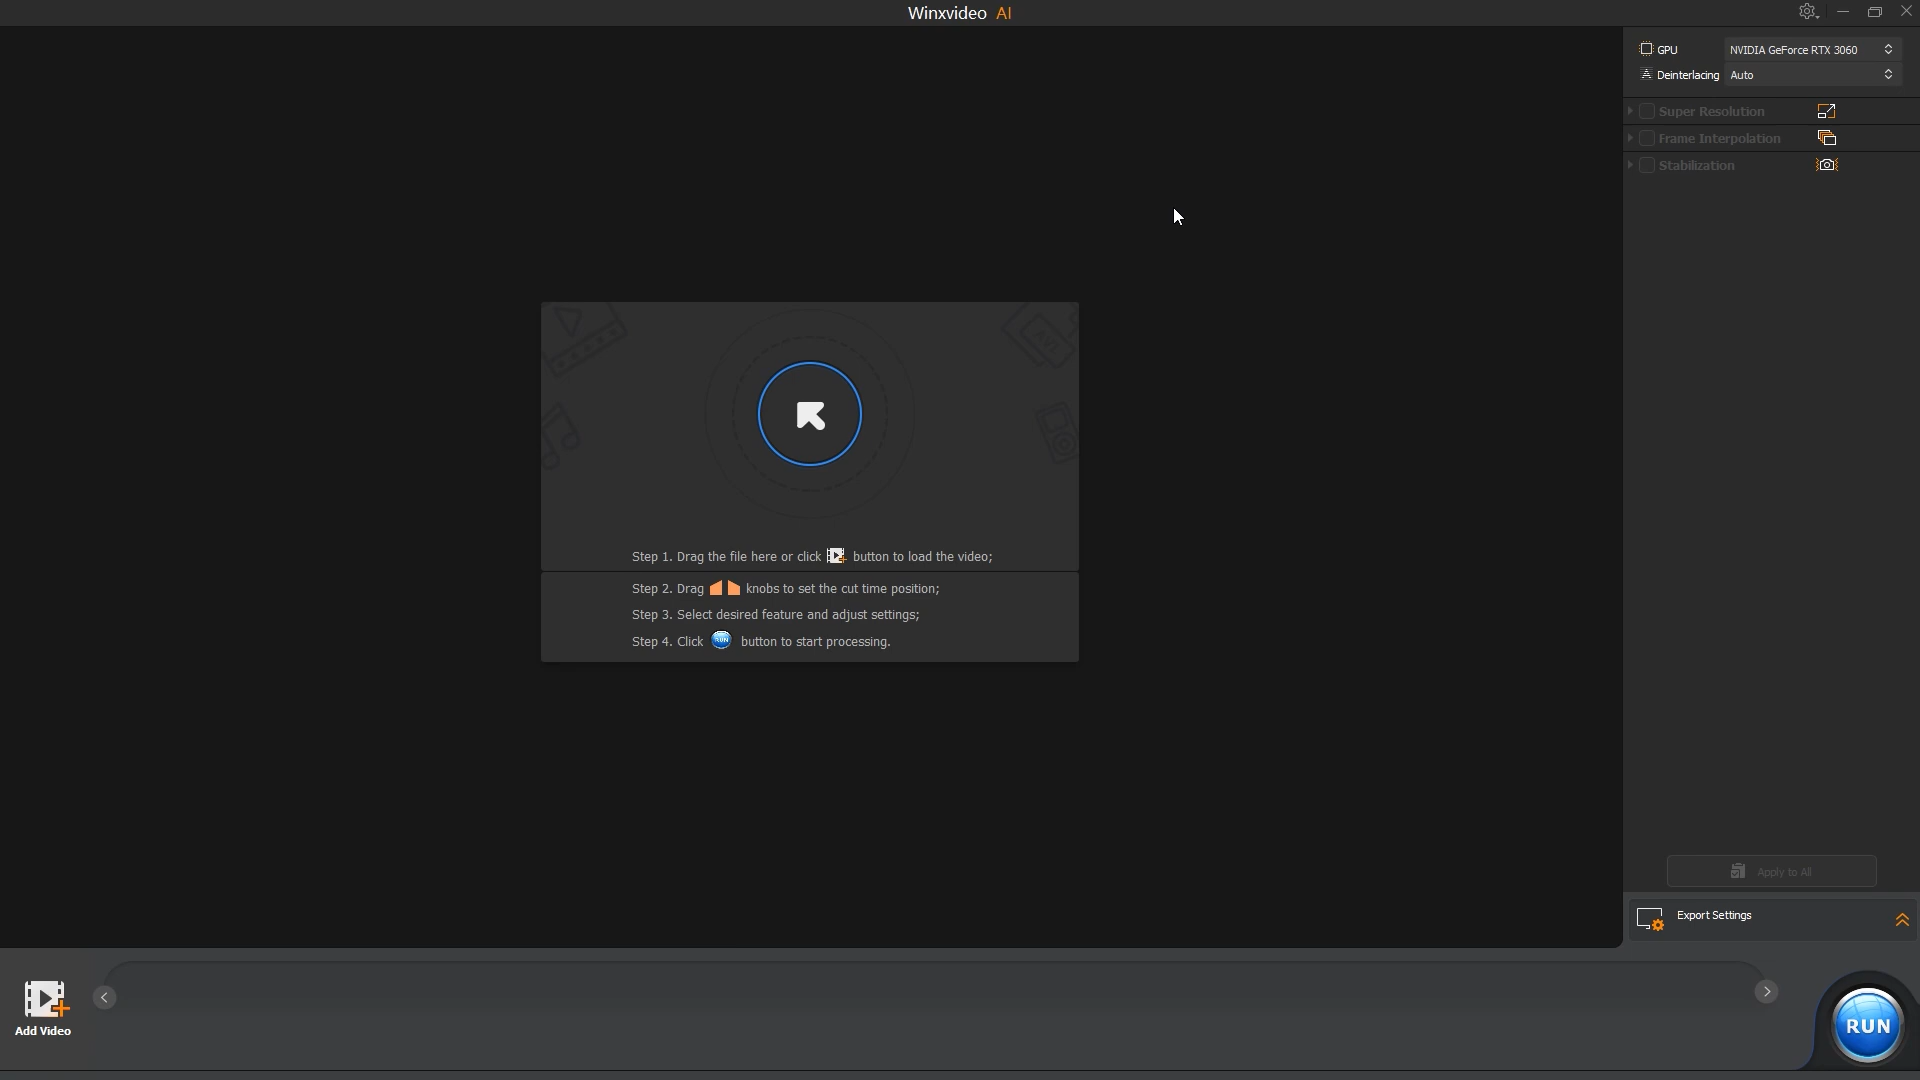 Winxvideo AI
GPU NVIDIA GeForce RTX 3060
Deinterlacing Auto
Super Resolution
Frame Interpolation
Stabilization
Step 1. Drag the file here or click button to load the video;
Step 2. Drag knobs to set the cut time position;
Step 3. Select desired feature and adjust settings;
Step 4. Click RUN button to start processing.
Apply to All
Export Settings
Add Video
RUN